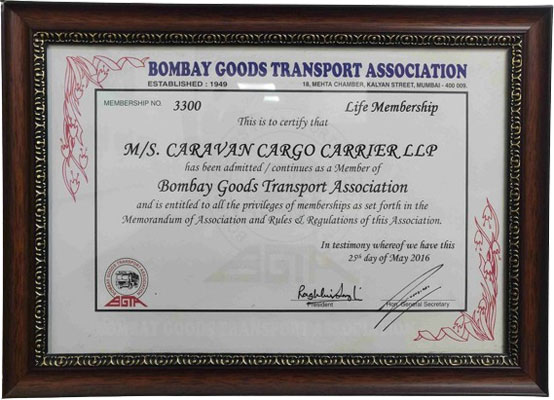 BOMBAY GOODS TRANSPORT ASSOCIATION
ESTABLISHED : 1949 18, MEHTA CHAMBER, KALYAN STREET, MUMBAI - 400 009.
MEMBERSHIP NO. 3300 Life Membership
This is to certify that
M/S. CARAVAN CARGO CARRIER LLP
has been admitted / continues as a Member of
Bombay Goods Transport Association
and is entitled to all the privileges of memberships as set forth in the
Memorandum of Association and Rules & Regulations of this Association.
In testimony whereof we have this
25th day of May 2016
BGTA
President Hon. General Secretary